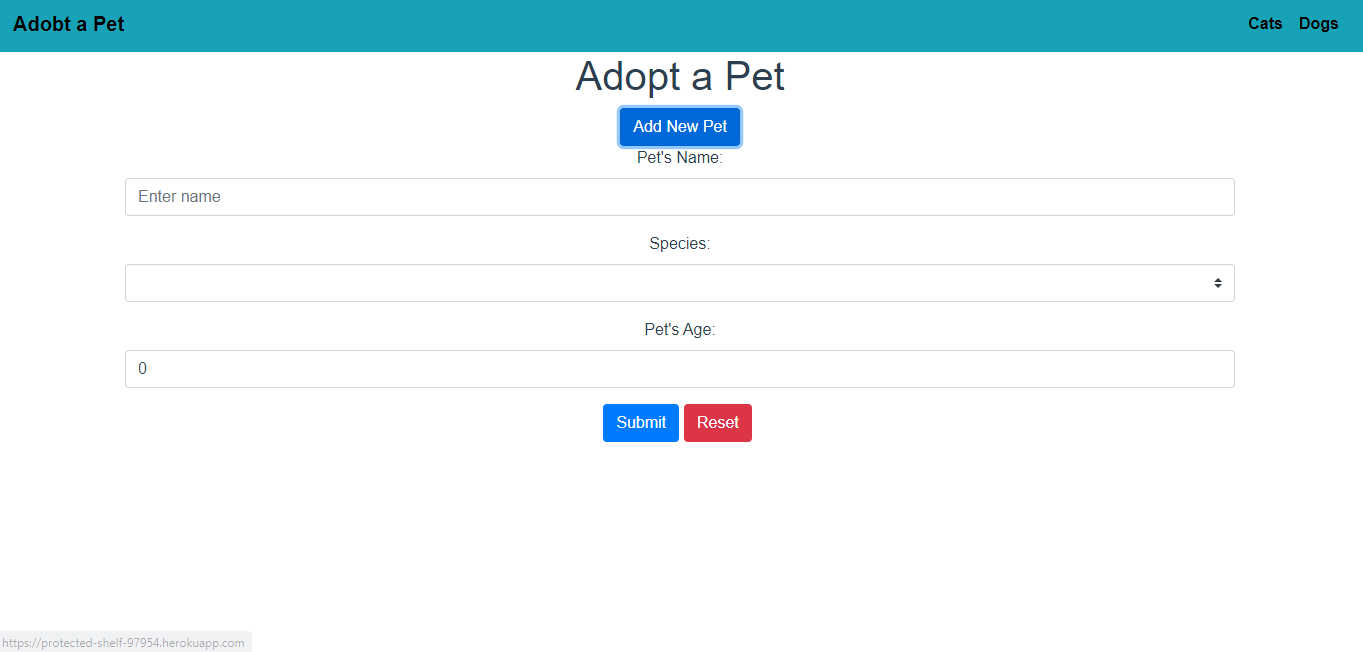 Adobt a Pet Cats Dogs
Adopt a Pet
Add New Pet
Pet's Name:
Enter name
Species:
Pet's Age:
0
Submit Reset
https://protected-shelf-97954.herokuapp.com